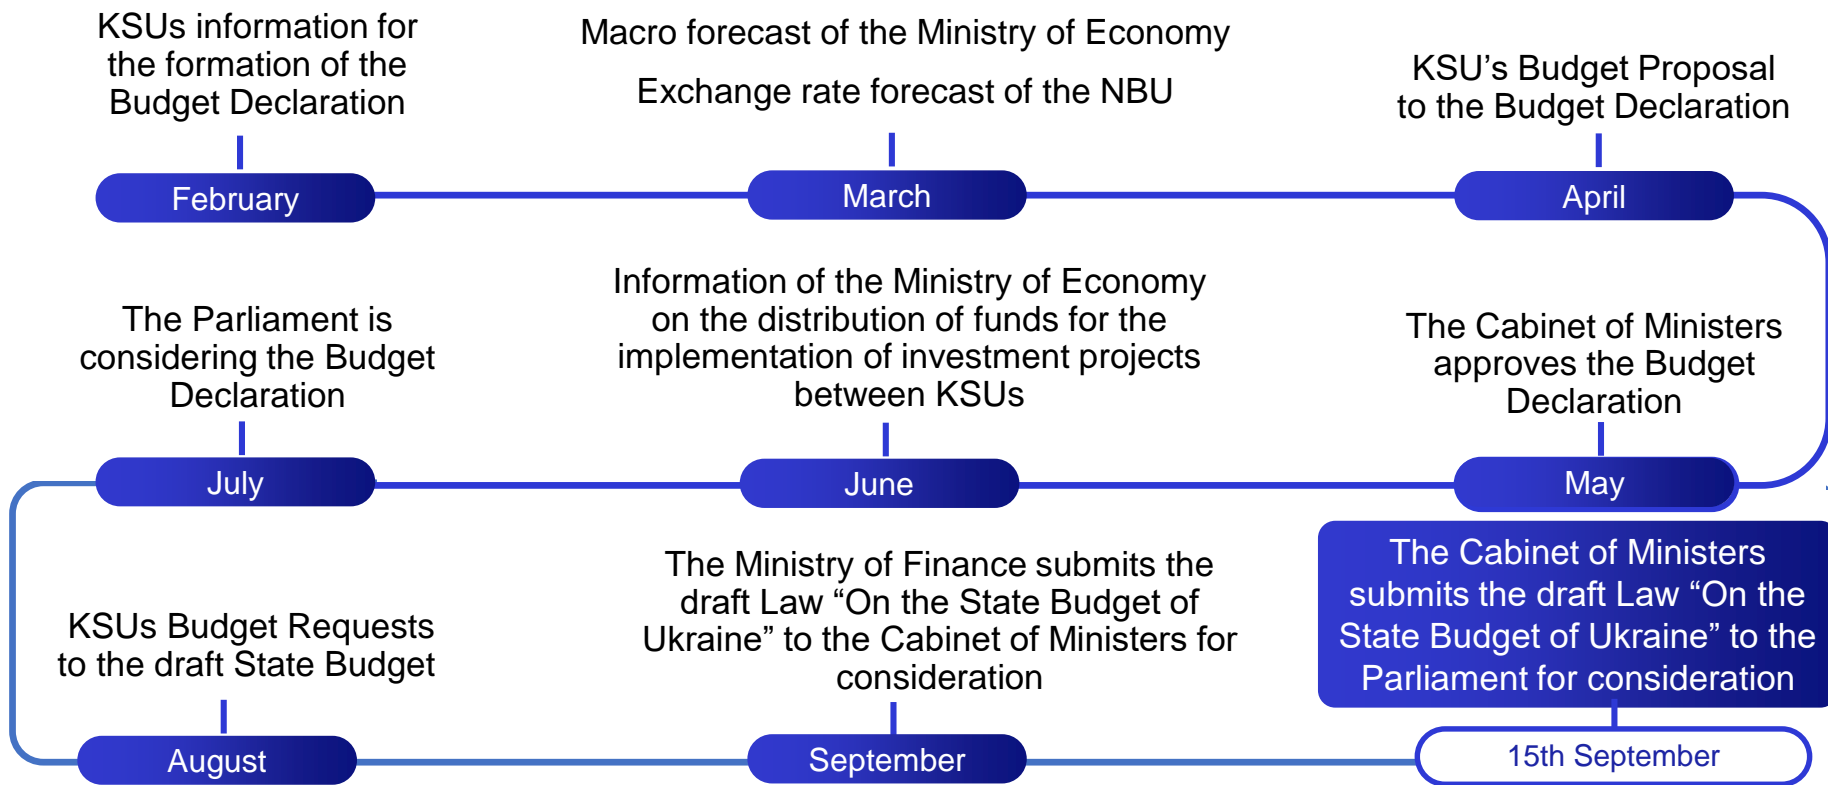 KSUs information for
the formation of the
Budget Declaration
February
Macro forecast of the Ministry of Economy
Exchange rate forecast of the NBU
March
KSU’s Budget Proposal
to the Budget Declaration
April
The Parliament is
considering the Budget
Declaration
July
Information of the Ministry of Economy
on the distribution of funds for the
implementation of investment projects
between KSUs
June
The Cabinet of Ministers
approves the Budget
Declaration
May
KSUs Budget Requests
to the draft State Budget
August
The Ministry of Finance submits the
draft Law “On the State Budget of
Ukraine” to the Cabinet of Ministers for
consideration
September
The Cabinet of Ministers
submits the draft Law “On the
State Budget of Ukraine” to the
Parliament for consideration
15th September